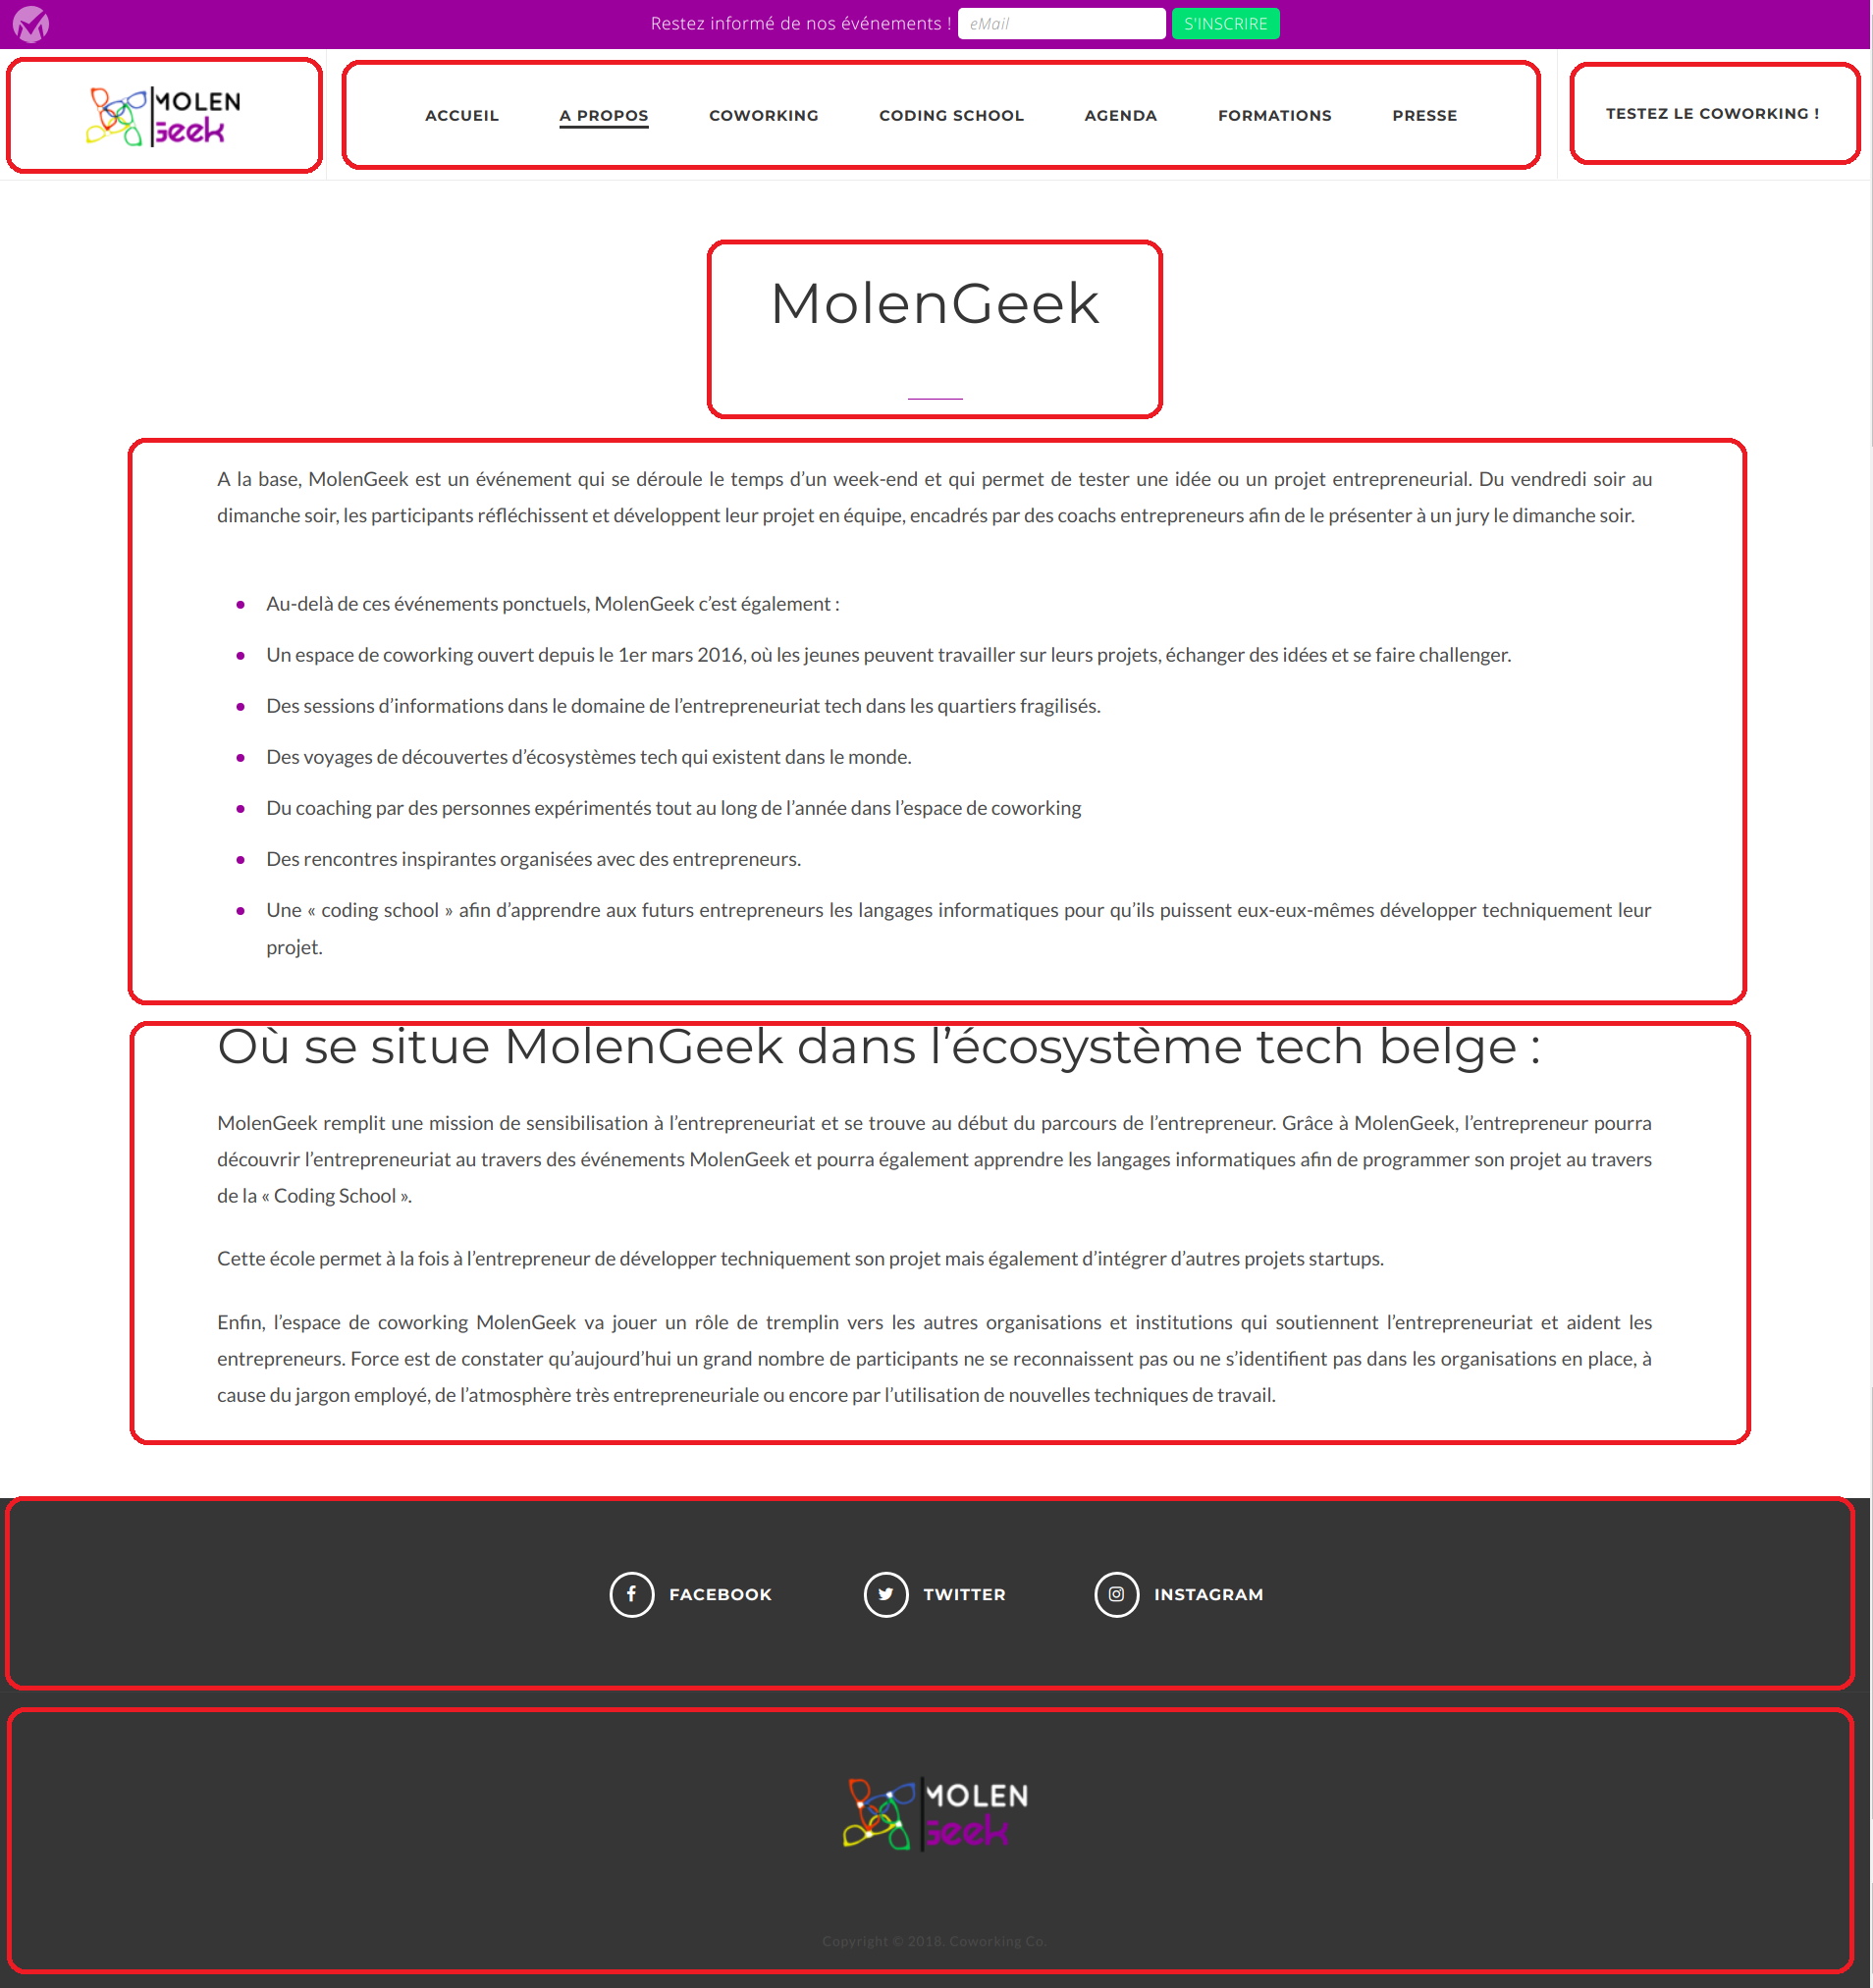 Restez informé de nos événements ! eMail S'INSCRIRE
MOLEN
Geek
ACCUEIL A PROPOS COWORKING CODING SCHOOL AGENDA FORMATIONS PRESSE
TESTEZ LE COWORKING !
MolenGeek
A la base, MolenGeek est un événement qui se déroule le temps d’un week-end et qui permet de tester une idée ou un projet entrepreneurial. Du vendredi soir au
dimanche soir, les participants réfléchissent et développent leur projet en équipe, encadrés par des coachs entrepreneurs afin de le présenter à un jury le dimanche soir.
• Au-delà de ces événements ponctuels, MolenGeek c’est également :
• Un espace de coworking ouvert depuis le 1er mars 2016, où les jeunes peuvent travailler sur leurs projets, échanger des idées et se faire challenger.
• Des sessions d’informations dans le domaine de l’entrepreneuriat tech dans les quartiers fragilisés.
• Des voyages de découvertes d’écosystèmes tech qui existent dans le monde.
• Du coaching par des personnes expérimentés tout au long de l’année dans l’espace de coworking
• Des rencontres inspirantes organisées avec des entrepreneurs.
• Une « coding school » afin d’apprendre aux futurs entrepreneurs les langages informatiques pour qu’ils puissent eux-eux-mêmes développer techniquement leur
projet.
Où se situe MolenGeek dans l’écosystème tech belge :
MolenGeek remplit une mission de sensibilisation à l’entrepreneuriat et se trouve au début du parcours de l’entrepreneur. Grâce à MolenGeek, l’entrepreneur pourra
découvrir l’entrepreneuriat au travers des événements MolenGeek et pourra également apprendre les langages informatiques afin de programmer son projet au travers
de la « Coding School ».
Cette école permet à la fois à l’entrepreneur de développer techniquement son projet mais également d’intégrer d’autres projets startups.
Enfin, l’espace de coworking MolenGeek va jouer un rôle de tremplin vers les autres organisations et institutions qui soutiennent l’entrepreneuriat et aident les
entrepreneurs. Force est de constater qu’aujourd’hui un grand nombre de participants ne se reconnaissent pas ou ne s’identifient pas dans les organisations en place, à
cause du jargon employé, de l’atmosphère très entrepreneuriale ou encore par l’utilisation de nouvelles techniques de travail.
FACEBOOK TWITTER INSTAGRAM
MOLEN
Geek
Copyright © 2018. Coworking Co.